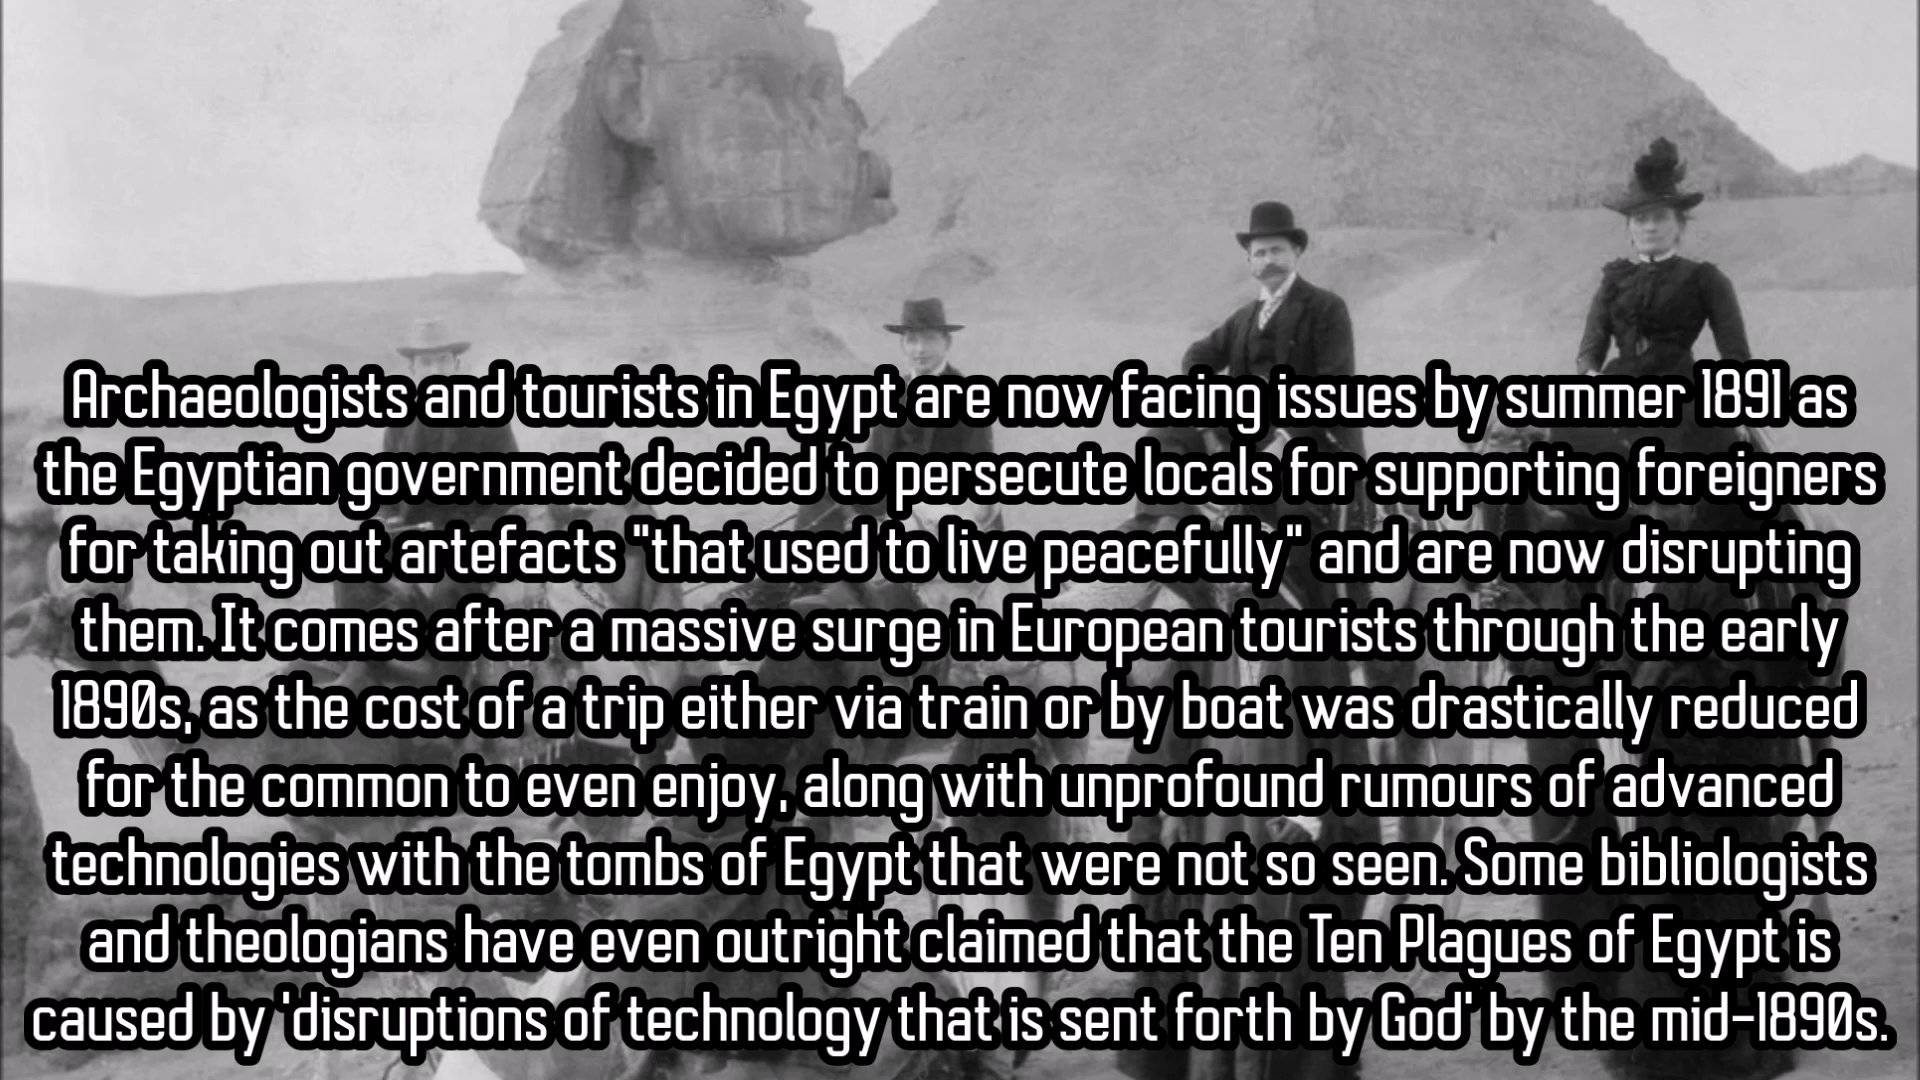 Archaeologists and tourists in Egypt are now facing issues by summer 1891 as
the Egyptian government decided to persecute locals for supporting foreigners
for taking out artefacts "that used to live peacefully" and are now disrupting
them. It comes after a massive surge in European tourists through the early
1890s, as the cost of a trip either via train or by boat was drastically reduced
for the common to even enjoy, along with unprofound rumours of advanced
technologies with the tombs of Egypt that were not so seen. Some bibliologists
and theologians have even outright claimed that the Ten Plagues of Egypt is
caused by 'disruptions of technology that is sent forth by God' by the mid-1890s.